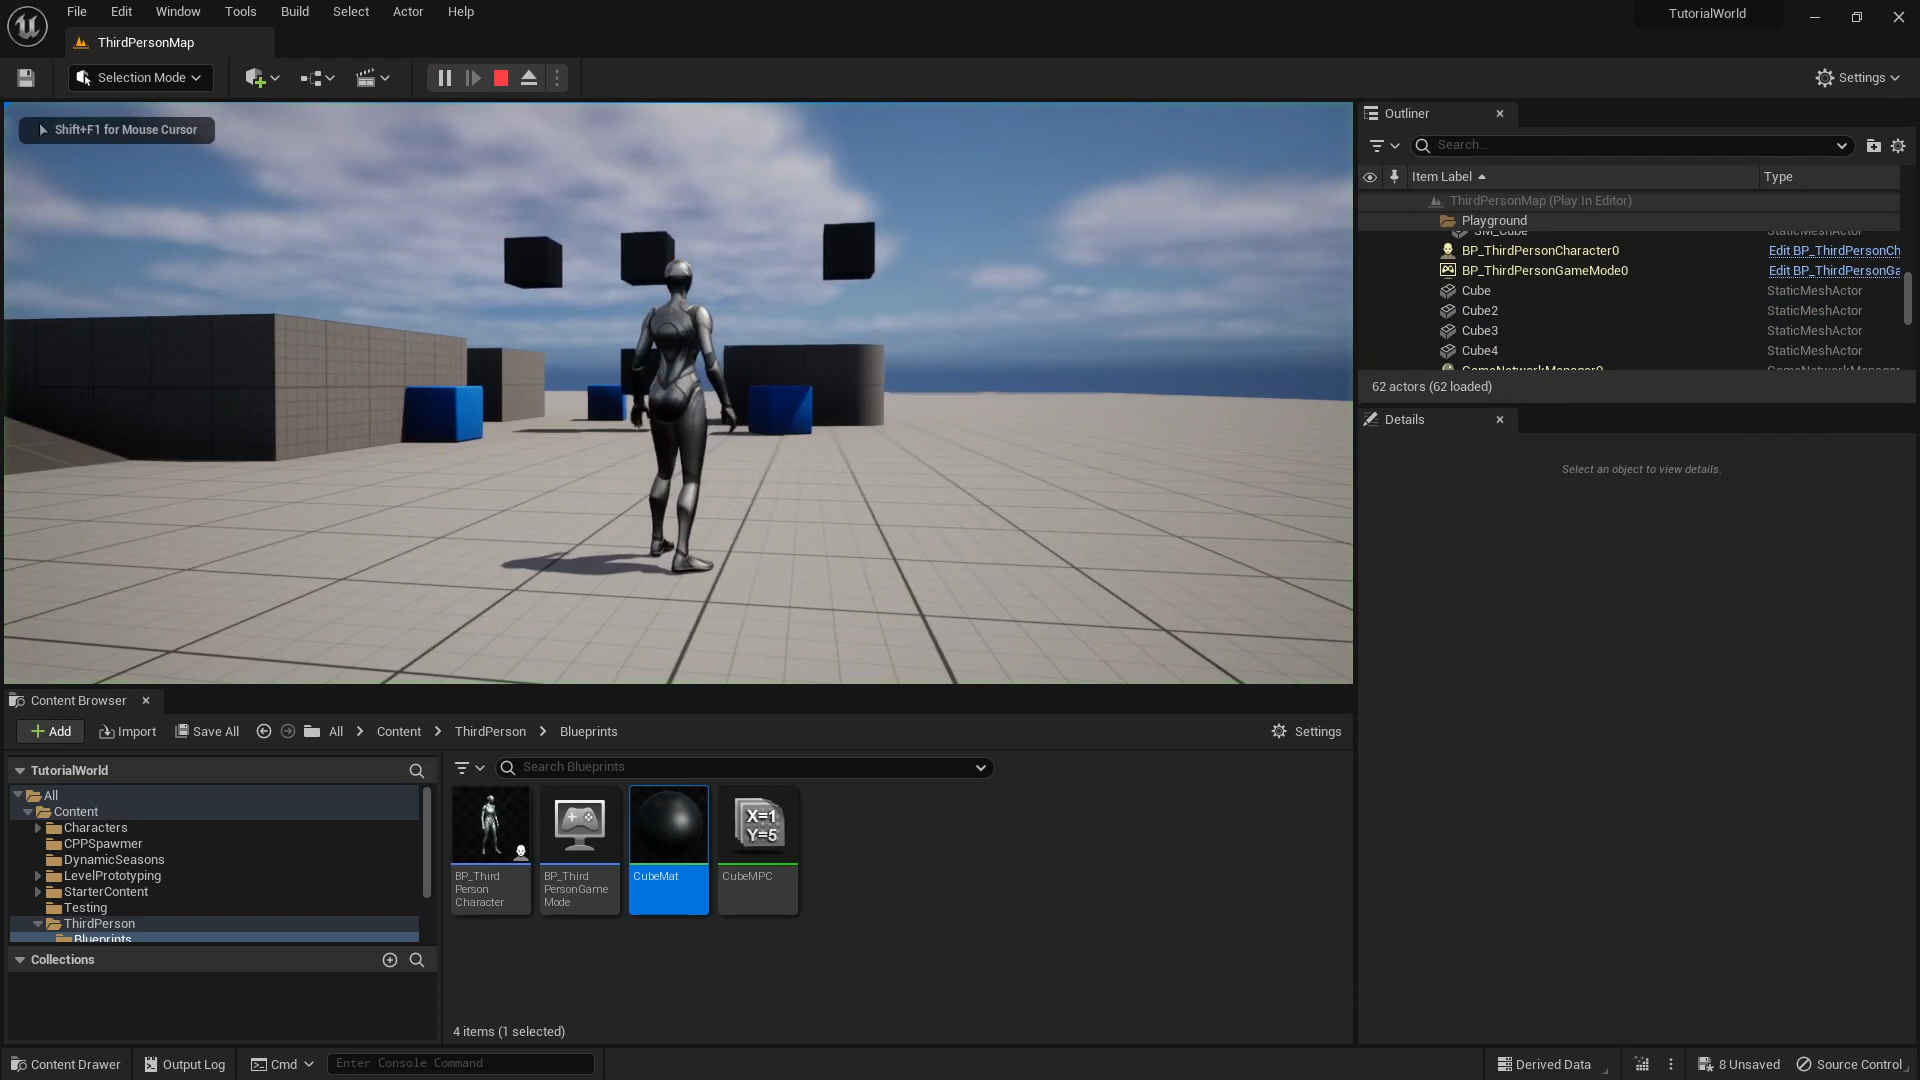 File Edit Window Tools Build Select Actor Help
TutorialWorld
ThirdPersonMap
Selection Mode
Settings
Shift+F1 for Mouse Cursor
Outliner
Search...
Item Label Type
ThirdPersonMap (Play In Editor)
Playground
SM_Cube StaticMeshActor
BP_ThirdPersonCharacter0 Edit BP_ThirdPersonCh
BP_ThirdPersonGameMode0 Edit BP_ThirdPersonGa
Cube StaticMeshActor
Cube2 StaticMeshActor
Cube3 StaticMeshActor
Cube4 StaticMeshActor
GameNetworkManager0 GameNetworkManager
62 actors (62 loaded)
Details
Select an object to view details.
Content Browser
Add Import Save All All Content ThirdPerson Blueprints Settings
TutorialWorld
Search Blueprints
All
Content
Characters
CPPSpawmer
DynamicSeasons
LevelPrototyping
StarterContent
Testing
ThirdPerson
Blueprints
Collections
BP_Third
Person
Character
BP_Third
PersonGame
Mode
CubeMat
X=1
Y=5
CubeMPC
4 items (1 selected)
Content Drawer Output Log Cmd Enter Console Command Derived Data 8 Unsaved Source Control